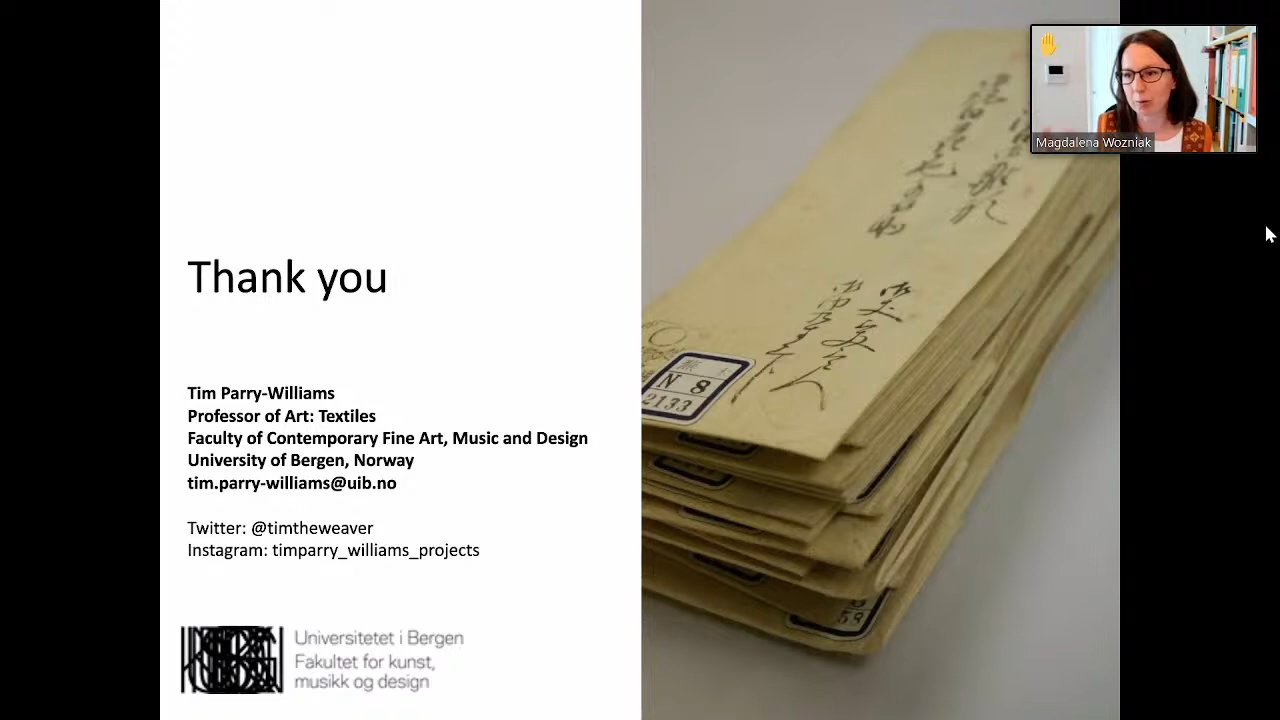 Thank you
Tim Parry-Williams
Professor of Art: Textiles
Faculty of Contemporary Fine Art, Music and Design
University of Bergen, Norway
tim.parry-williams@uib.no
Twitter: @timtheweaver
Instagram: timparry_williams_projects
Universitetet i Bergen
Fakultet for kunst,
musikk og design
N 8
2133
58
Magdalena Wozniak